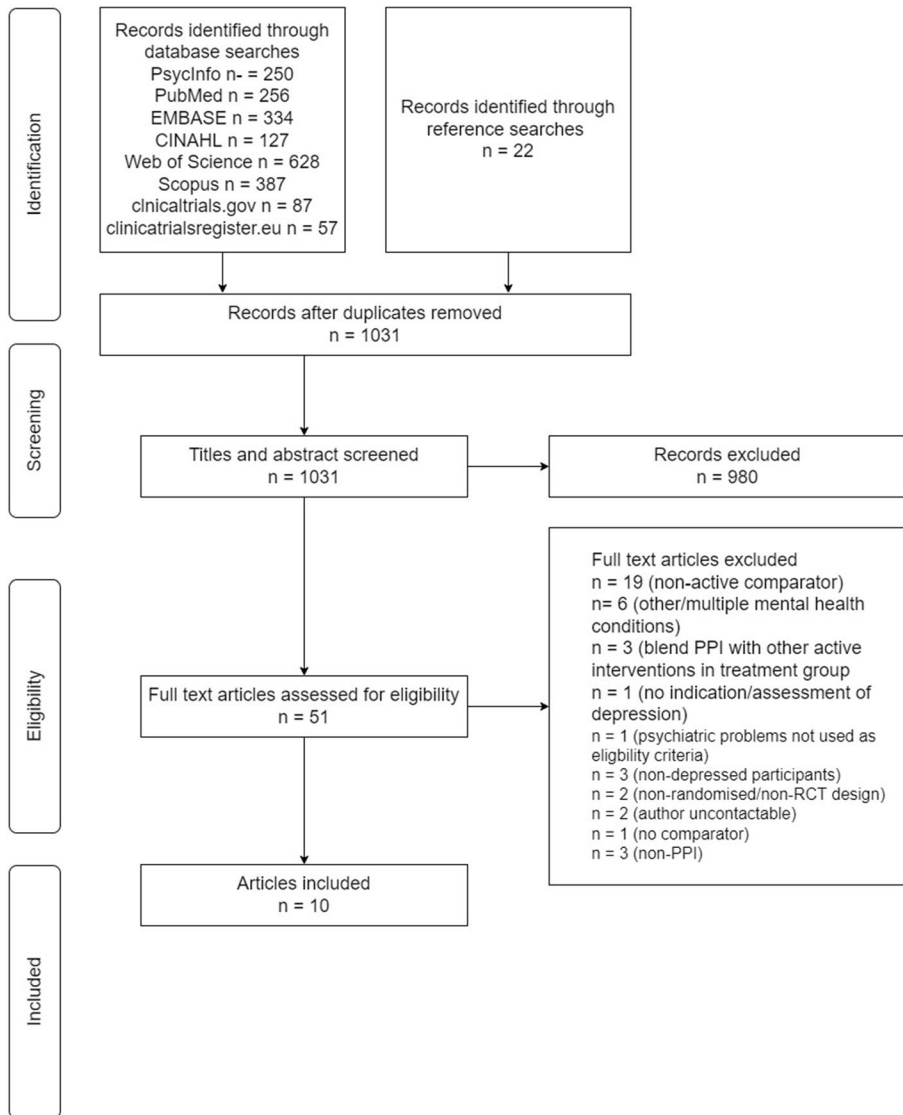 Identification
Records identified through
database searches
PsycInfo n- = 250
PubMed n = 256
EMBASE n = 334
CINAHL n = 127
Web of Science n = 628
Scopus n = 387
clnicaltrials.gov n = 87
clinicatrialsregister.eu n = 57
Records identified through
reference searches
n = 22
Records after duplicates removed
n = 1031
Screening
Titles and abstract screened
n = 1031
Records excluded
n = 980
Eligibility
Full text articles assessed for eligibility
n = 51
Full text articles excluded
n = 19 (non-active comparator)
n= 6 (other/multiple mental health
conditions)
n = 3 (blend PPI with other active
interventions in treatment group
n = 1 (no indication/assessment of
depression)
n = 1 (psychiatric problems not used as
eligbility criteria)
n = 3 (non-depressed participants)
n = 2 (non-randomised/non-RCT design)
n = 2 (author uncontactable)
n = 1 (no comparator)
n = 3 (non-PPI)
Included
Articles included
n = 10